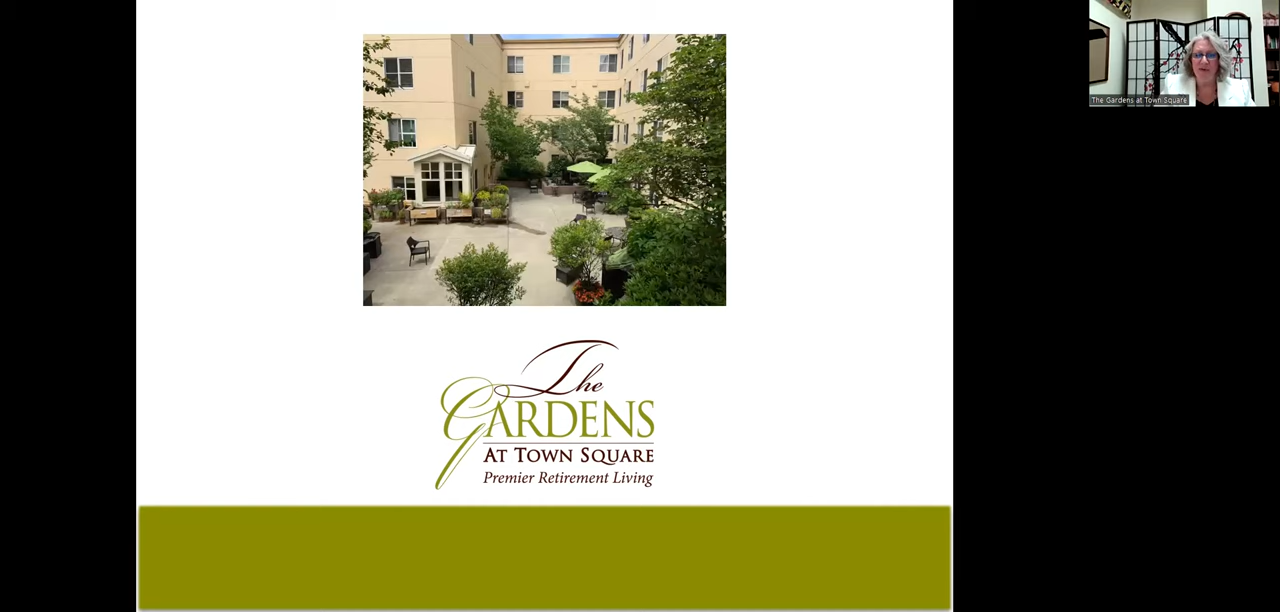 The Gardens at Town Square
The
GARDENS
AT TOWN SQUARE
Premier Retirement Living